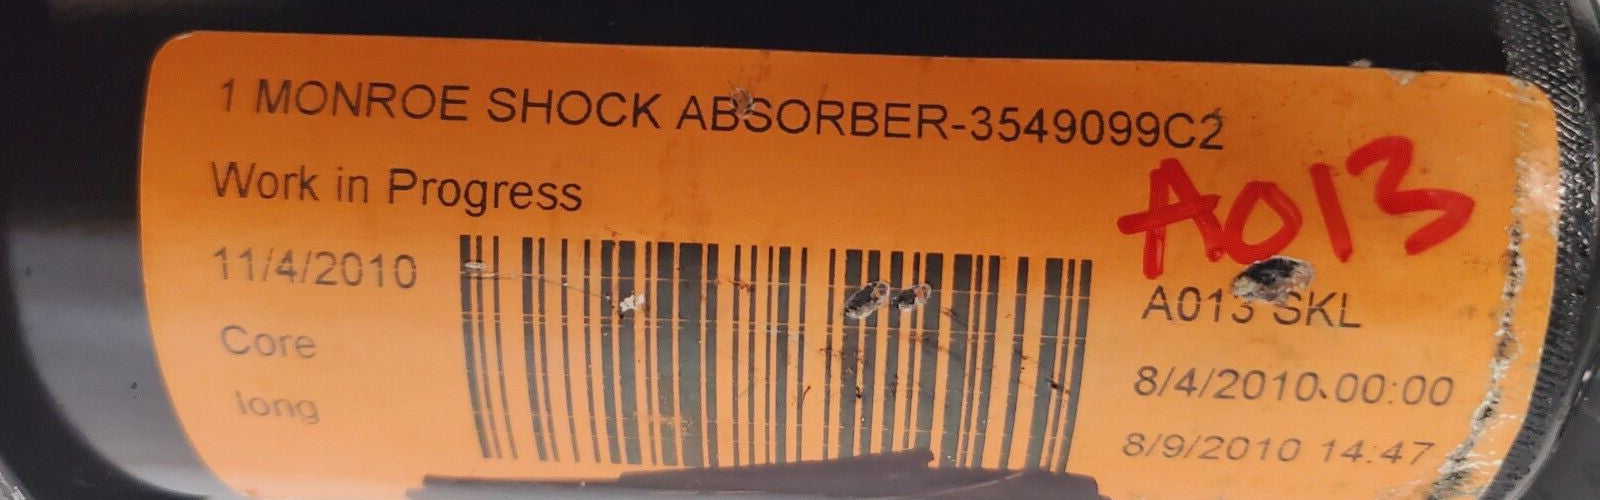 1 MONROE SHOCK ABSORBER-3549099C2
Work in Progress
A013
11/4/2010
A013 SKL
Core
8/4/2010 00:00
long
8/9/2010 14:47